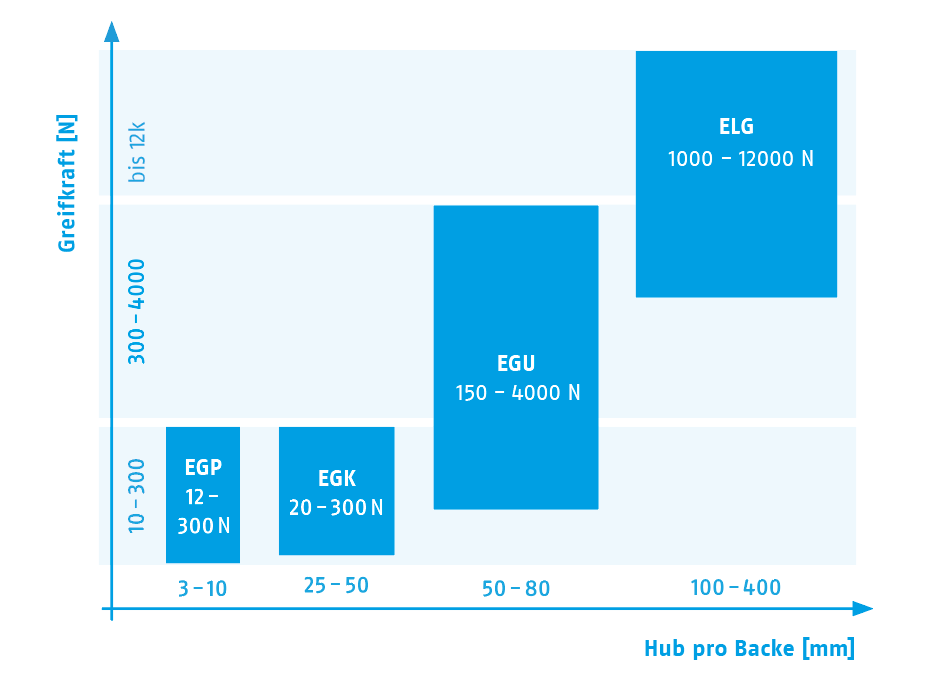 Greifkraft [N]
bis 12k
300 – 4000
10 – 300
ELG
1000 – 12000 N
EGU
150 – 4000 N
EGP
12 –
300 N
EGK
20 – 300 N
3 – 10
25 – 50
50 – 80
100 – 400
Hub pro Backe [mm]